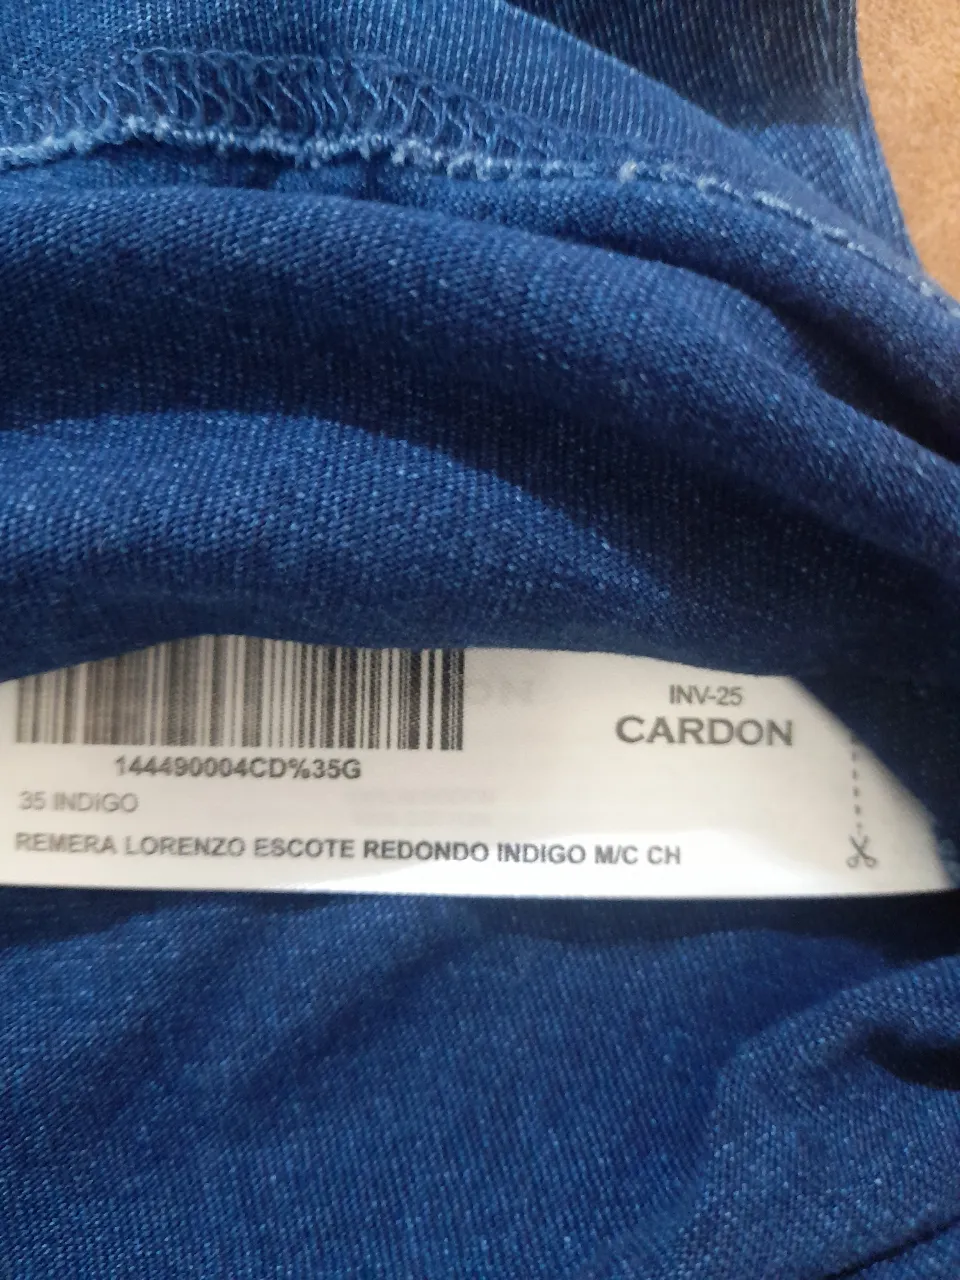 INV-25
CARDON
144490004CD%35G
35 INDIGO
REMERA LORENZO ESCOTE REDONDO INDIGO M/C CH